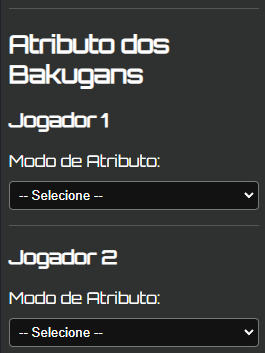 Atributo dos
Bakugans
Jogador 1
Modo de Atributo:
-- Selecione --
Jogador 2
Modo de Atributo:
-- Selecione --